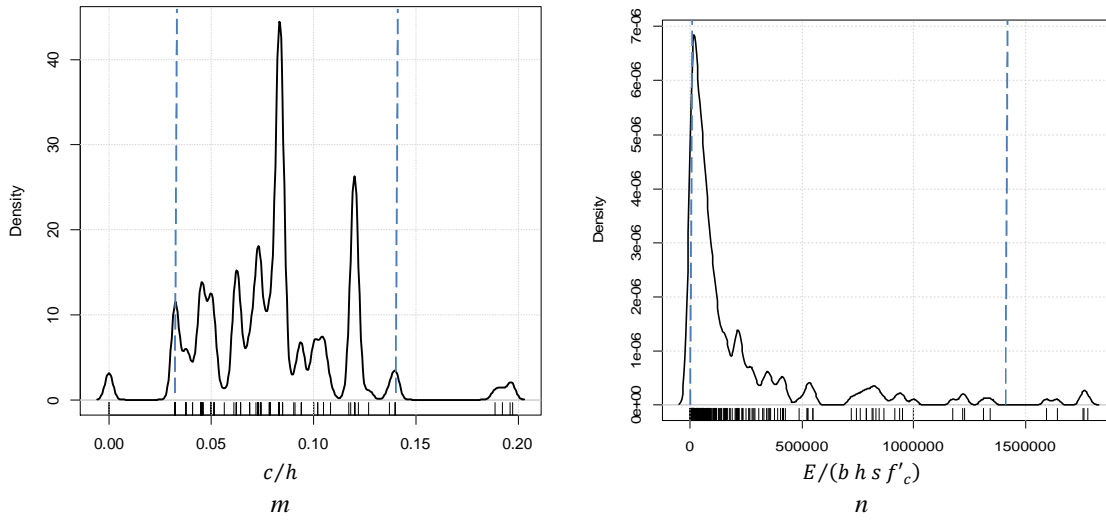 Density
40
30
20
10
0
0.00 0.05 0.10 0.15 0.20
c/h
m
Density
7e-06
6e-06
5e-06
4e-06
3e-06
2e-06
1e-06
0e+00
0 500000 1000000 1500000
E/(b h s f'c)
n